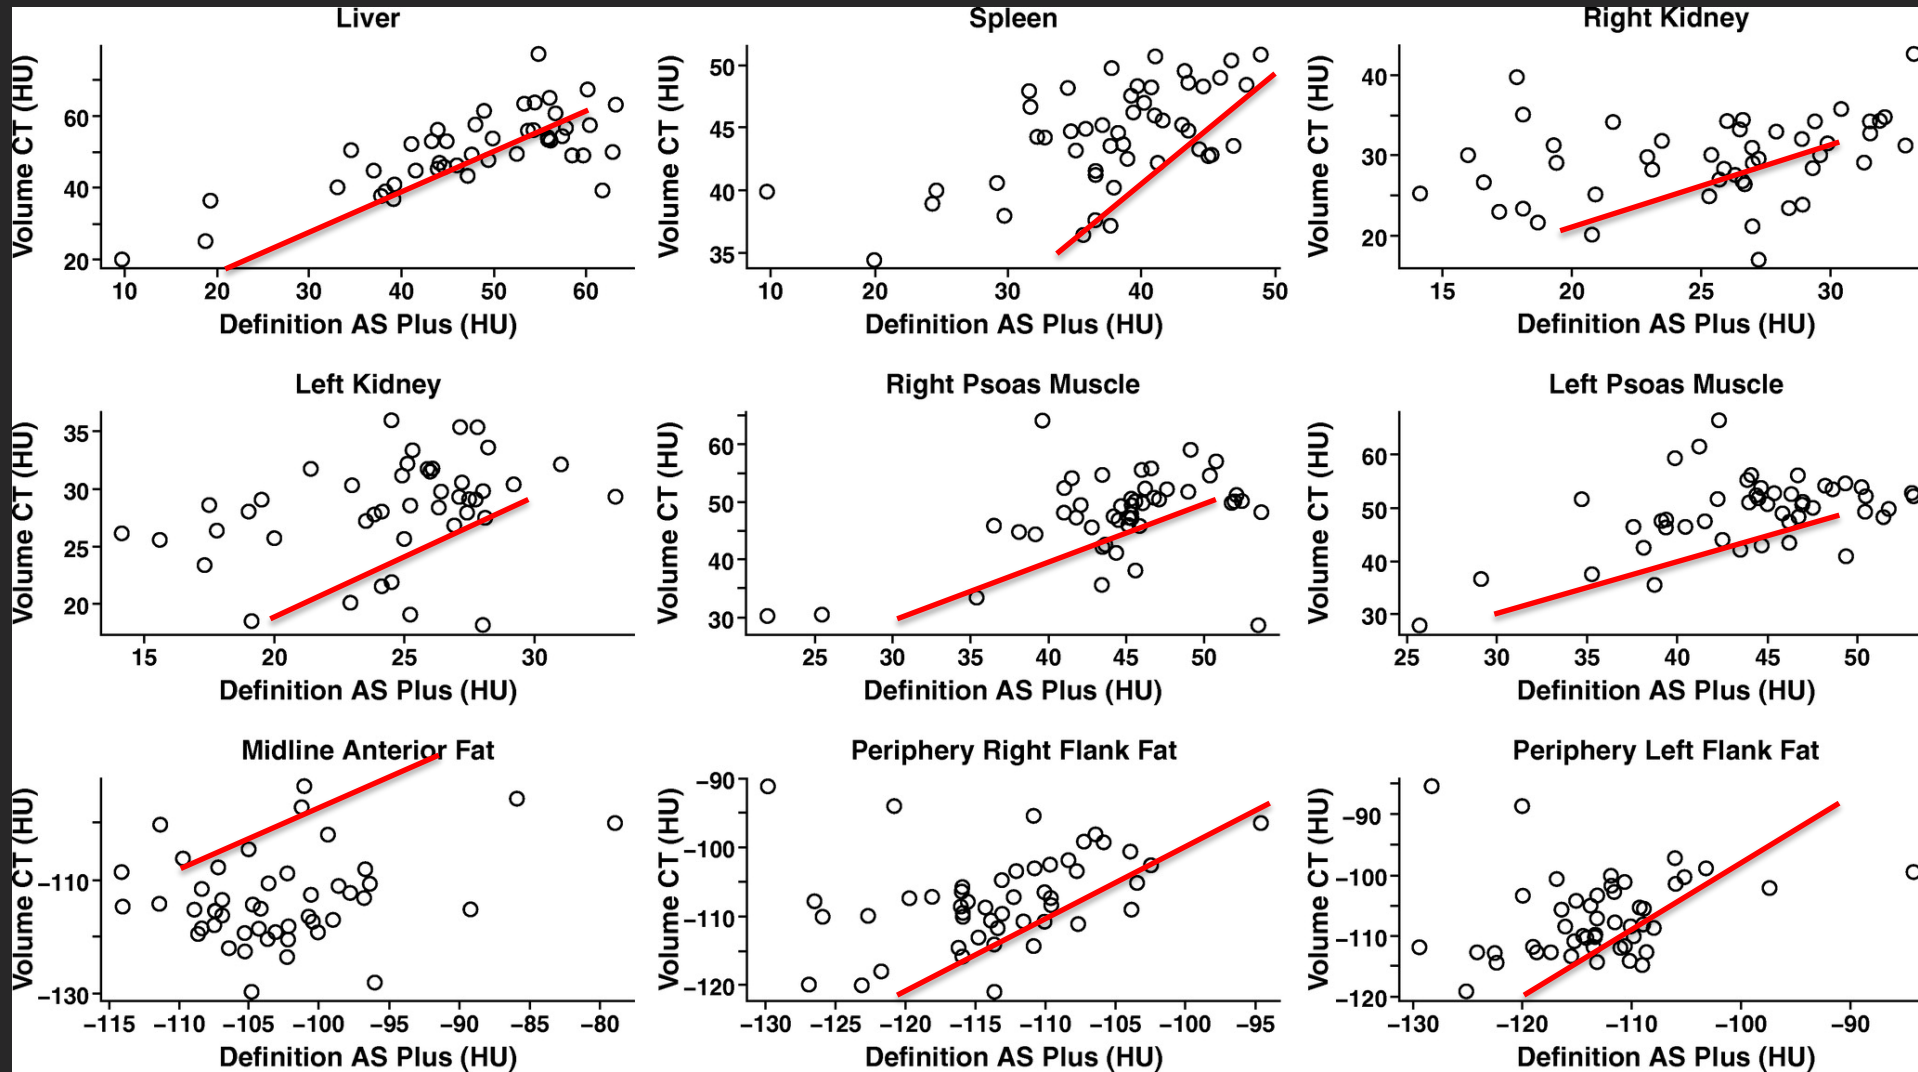 Liver
Volume CT (HU)
60
40
20
10 20 30 40 50 60
Definition AS Plus (HU)
Spleen
Volume CT (HU)
50
45
40
35
10 20 30 40 50
Definition AS Plus (HU)
Right Kidney
Volume CT (HU)
40
30
20
15 20 25 30
Definition AS Plus (HU)
Left Kidney
Volume CT (HU)
35
30
25
20
15 20 25 30
Definition AS Plus (HU)
Right Psoas Muscle
Volume CT (HU)
60
50
40
30
25 30 35 40 45 50
Definition AS Plus (HU)
Left Psoas Muscle
Volume CT (HU)
60
50
40
30
25 30 35 40 45 50
Definition AS Plus (HU)
Midline Anterior Fat
Volume CT (HU)
−110
−130
−115 −110 −105 −100 −95 −90 −85 −80
Definition AS Plus (HU)
Periphery Right Flank Fat
Volume CT (HU)
−90
−100
−110
−120
−130 −125 −120 −115 −110 −105 −100 −95
Definition AS Plus (HU)
Periphery Left Flank Fat
Volume CT (HU)
−90
−100
−110
−120
−130 −120 −110 −100 −90
Definition AS Plus (HU)